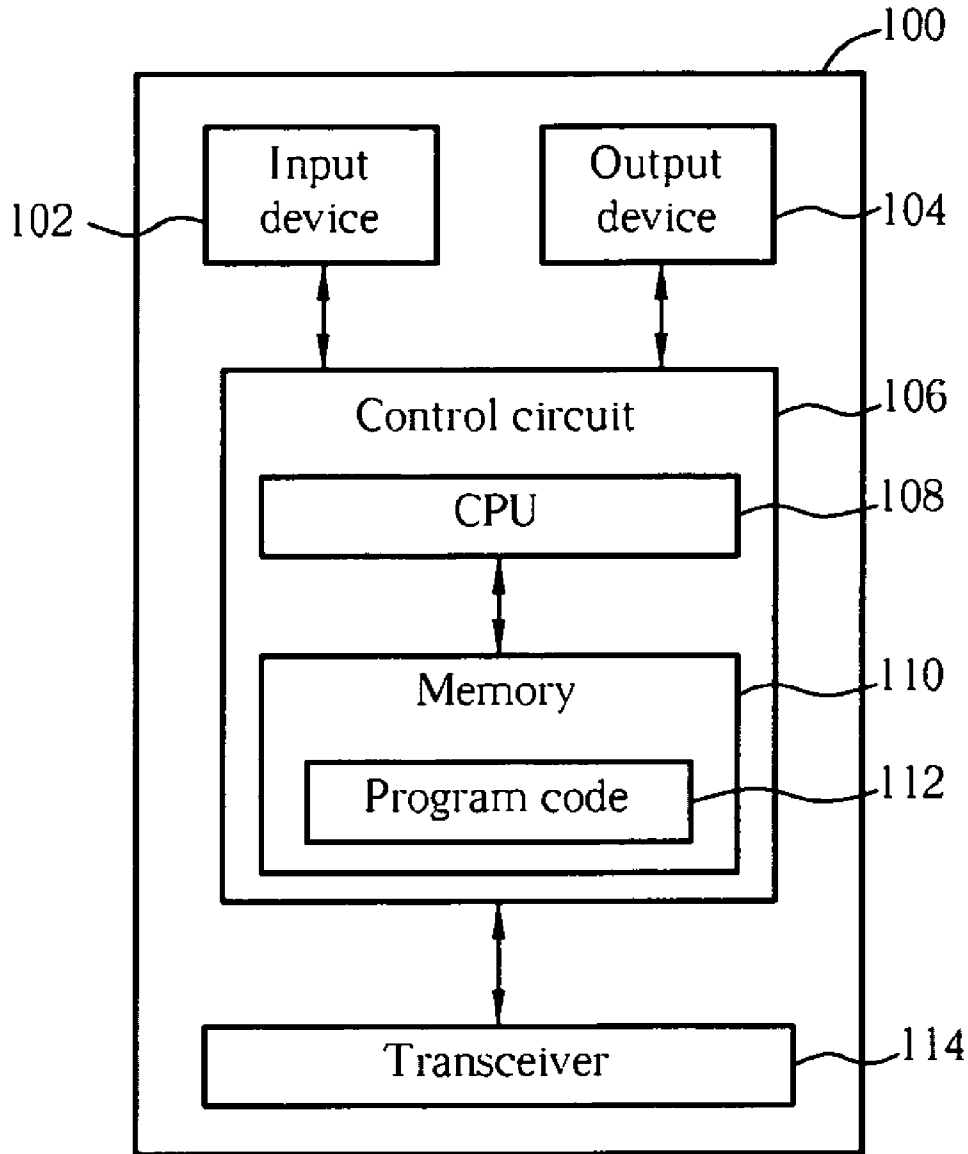 100
Input
device
Output
device
102
104
Control circuit
106
CPU
108
Memory
110
Program code
112
Transceiver
114